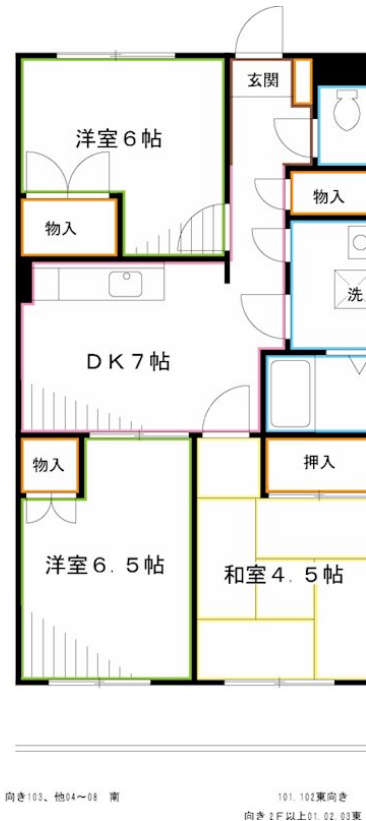 玄関
洋室6帖
物入
物入
洗
DK7帖
物入
押入
洋室6.5帖
和室4.5帖
向き103、他04～08 南
101.102東向き
向き2F以上01.02.03東